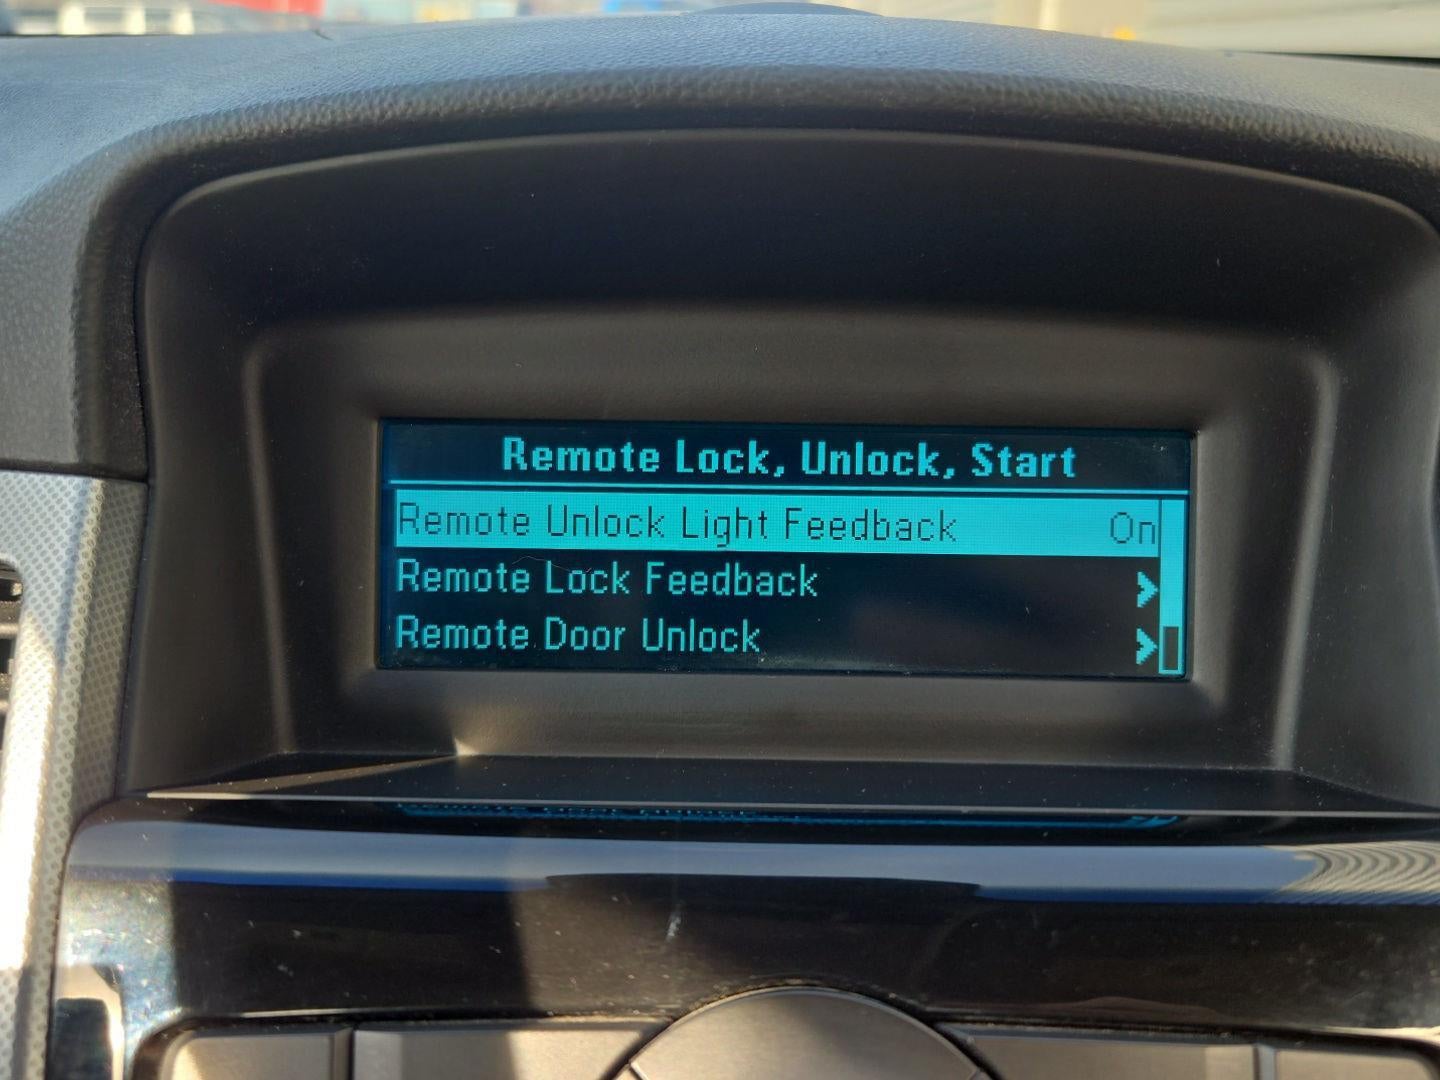 Remote Lock, Unlock, Start
Remote Unlock Light Feedback On
Remote Lock Feedback
Remote Door Unlock